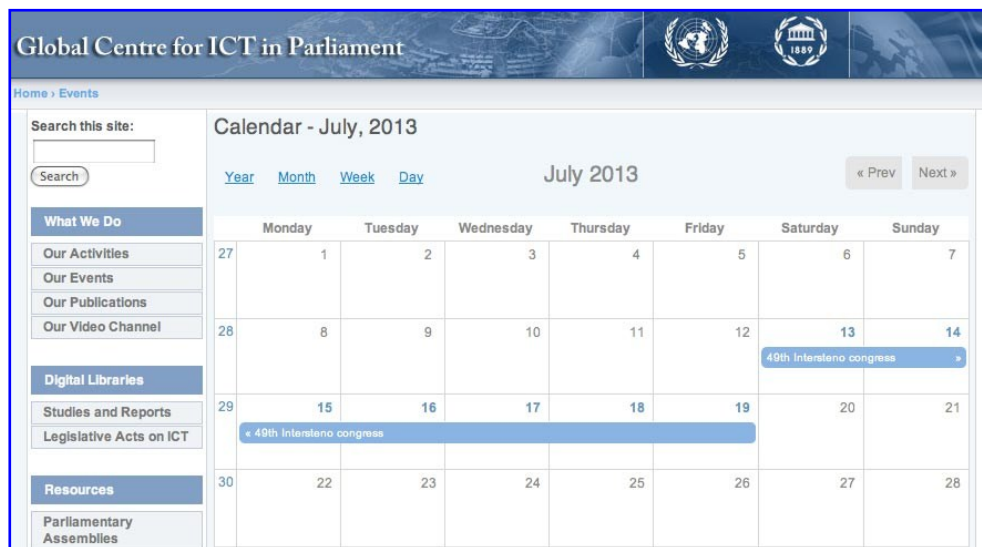 Global Centre for ICT in Parliament
1889
Home › Events
Search this site:
Search
What We Do
Our Activities
Our Events
Our Publications
Our Video Channel
Digital Libraries
Studies and Reports
Legislative Acts on ICT
Resources
Parliamentary
Assemblies
Calendar - July, 2013
Year Month Week Day
July 2013
« Prev Next »
Monday Tuesday Wednesday Thursday Friday Saturday Sunday
27 1 2 3 4 5 6 7
28 8 9 10 11 12 13 14
49th Intersteno congress »
29 15 16 17 18 19 20 21
« 49th Intersteno congress
30 22 23 24 25 26 27 28